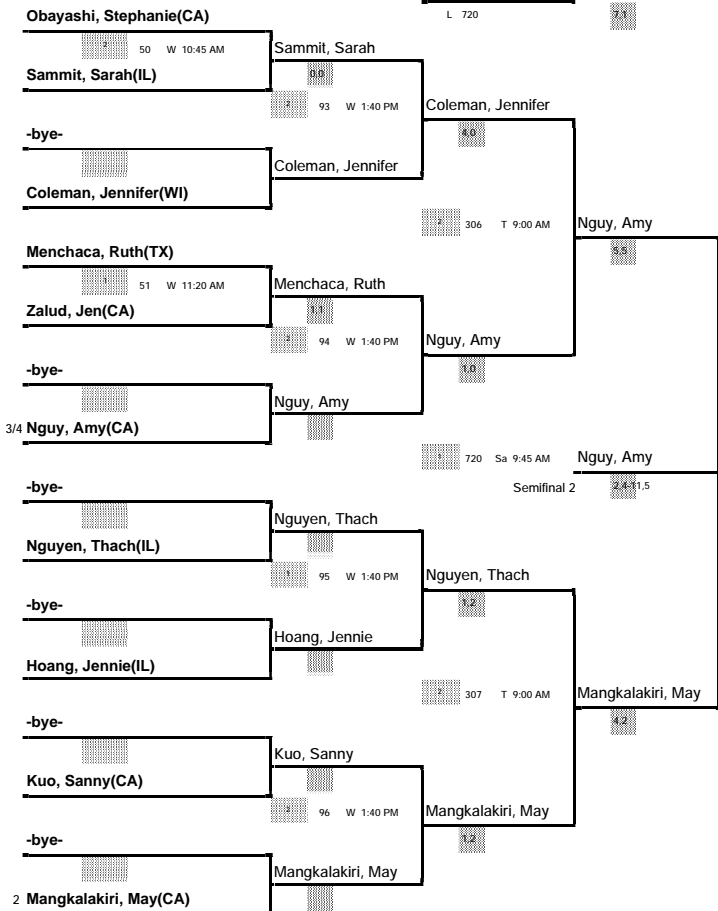 Obayashi, Stephanie(CA)
L 720
7,1
2 50 W 10:45 AM
Sammit, Sarah
Sammit, Sarah(IL)
0,0
2 93 W 1:40 PM
Coleman, Jennifer
4,0
-bye-
Coleman, Jennifer
Coleman, Jennifer(WI)
2 306 T 9:00 AM
Nguy, Amy
5,5
Menchaca, Ruth(TX)
1 51 W 11:20 AM
Menchaca, Ruth
Zalud, Jen(CA)
1,1
2 94 W 1:40 PM
Nguy, Amy
1,0
-bye-
Nguy, Amy
3/4 Nguy, Amy(CA)
1 720 Sa 9:45 AM
Nguy, Amy
Semifinal 2
2,4-11,5
-bye-
Nguyen, Thach
Nguyen, Thach(IL)
1 95 W 1:40 PM
Nguyen, Thach
1,2
-bye-
Hoang, Jennie
Hoang, Jennie(IL)
2 307 T 9:00 AM
Mangkalakiri, May
4,2
-bye-
Kuo, Sanny
Kuo, Sanny(CA)
96 W 1:40 PM
Mangkalakiri, May
1,2
-bye-
Mangkalakiri, May
2 Mangkalakiri, May(CA)